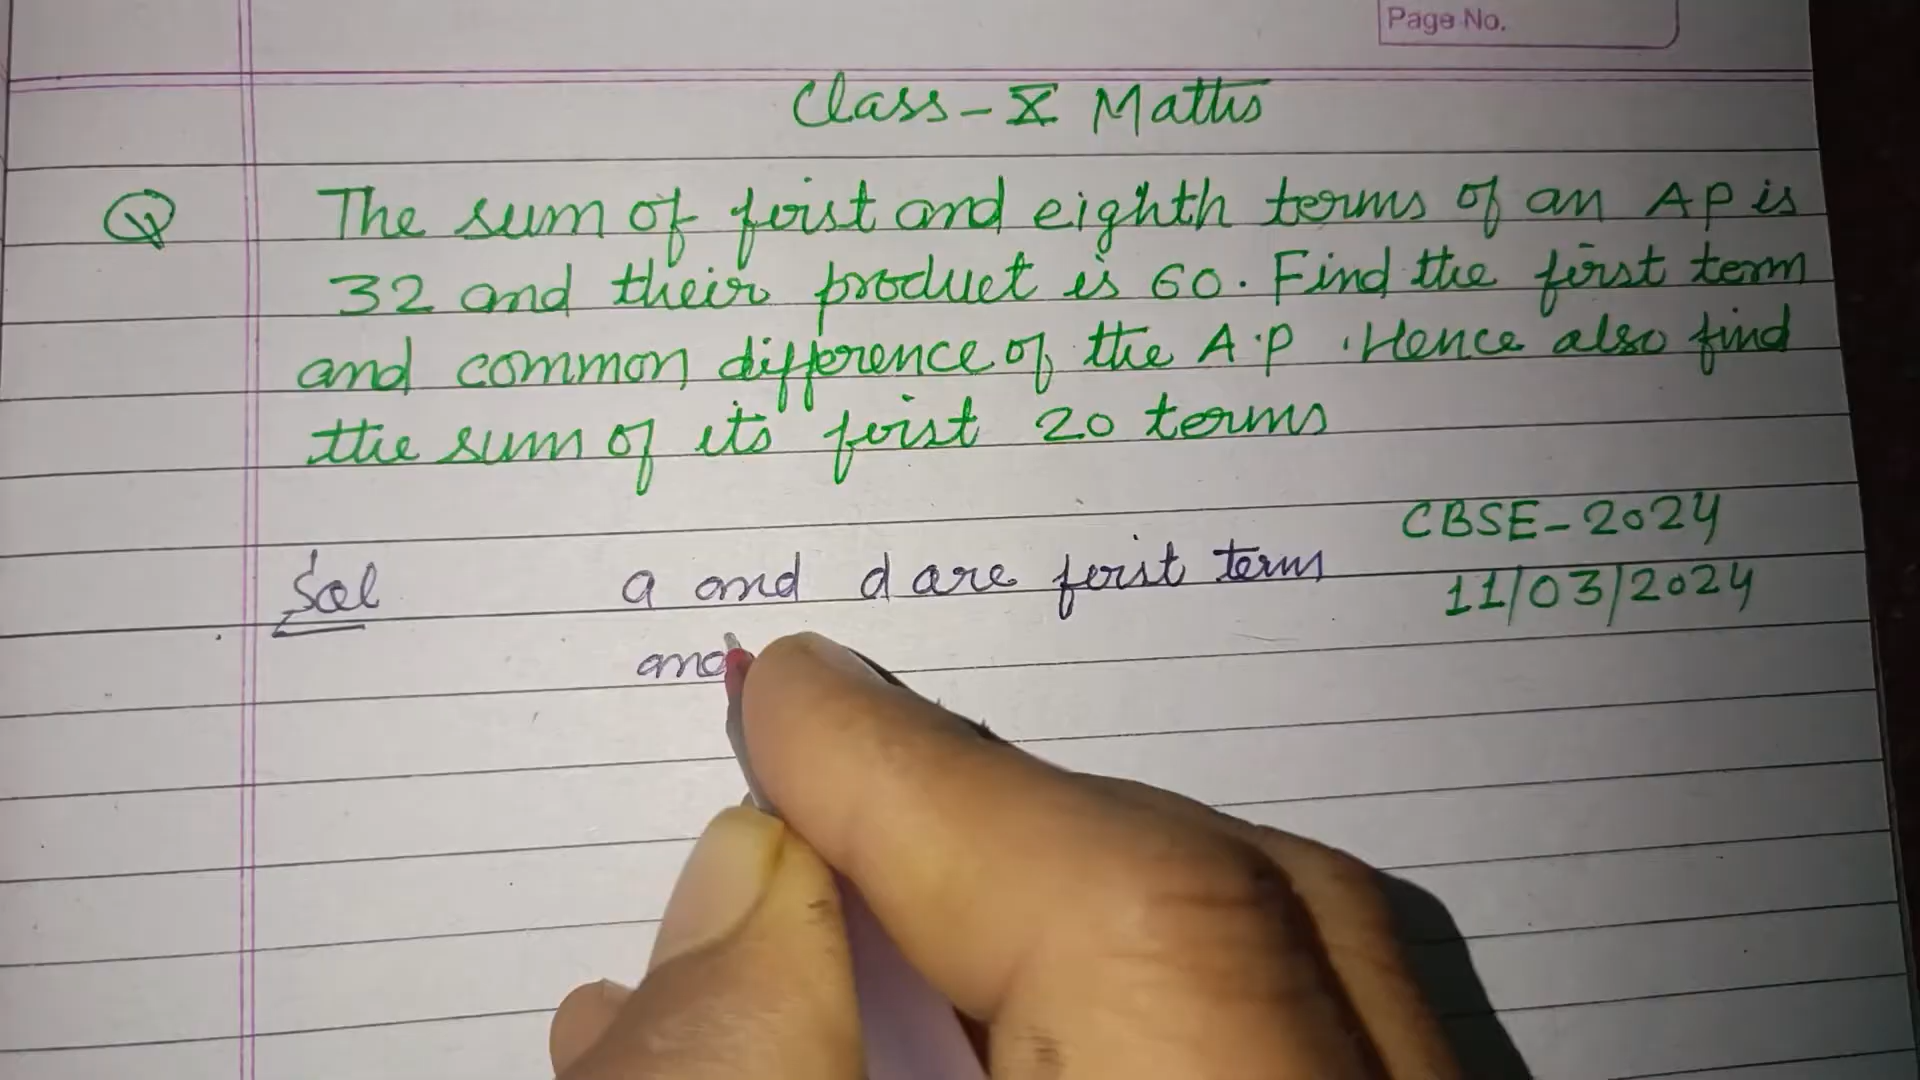 Page No.
Class - X Maths
Q The sum of first and eighth terms of an AP is
32 and their product is 60. Find the first term
and common difference of the A.P. Hence also find
the sum of its first 20 terms
CBSE-2024
Sol a and d are first term
11/03/2024
and